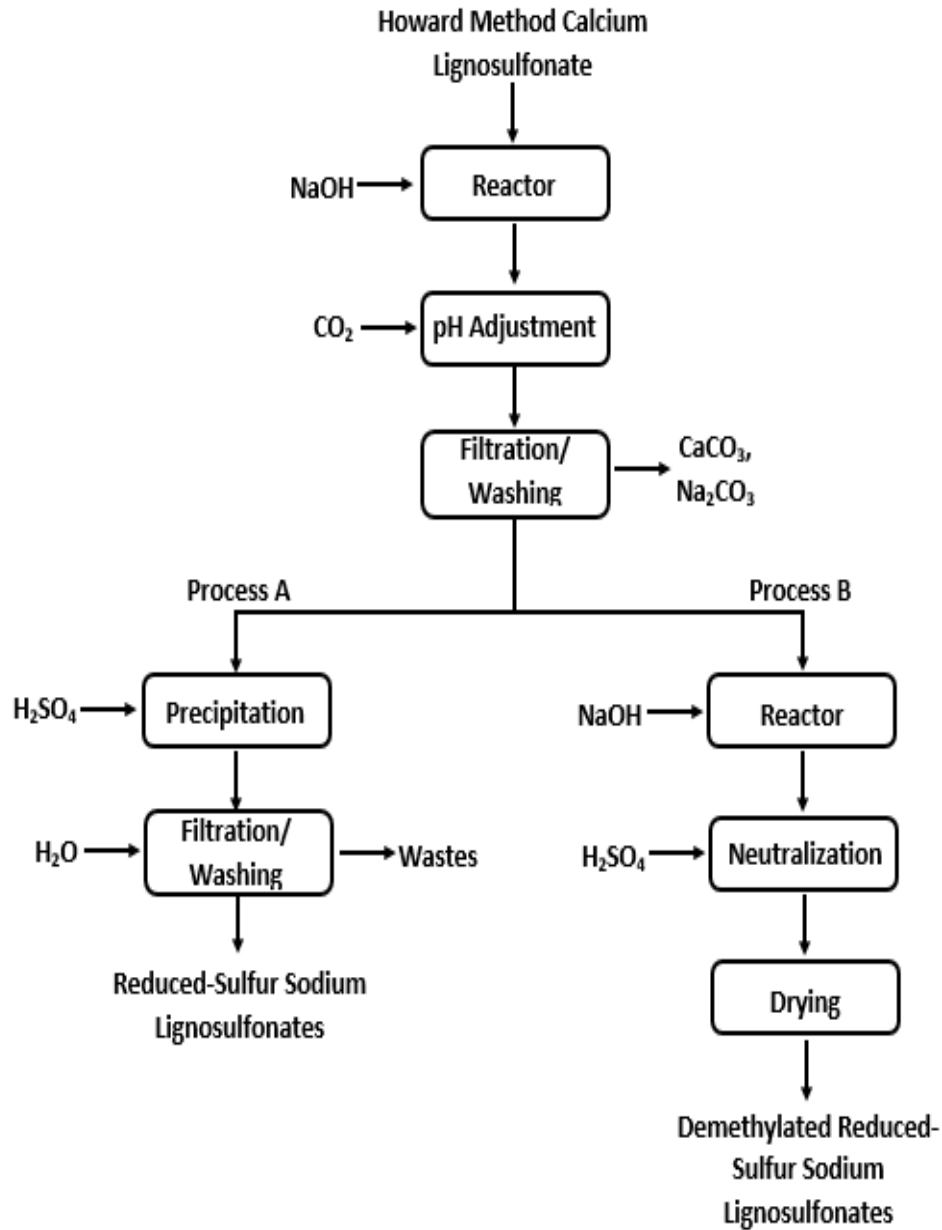 Howard Method Calcium
Lignosulfonate
NaOH
Reactor
CO₂
pH Adjustment
Filtration/
Washing
CaCO₃,
Na₂CO₃
Process A
Process B
H₂SO₄
Precipitation
NaOH
Reactor
H₂O
Filtration/
Washing
Wastes
H₂SO₄
Neutralization
Reduced-Sulfur Sodium
Lignosulfonates
Drying
Demethylated Reduced-
Sulfur Sodium
Lignosulfonates